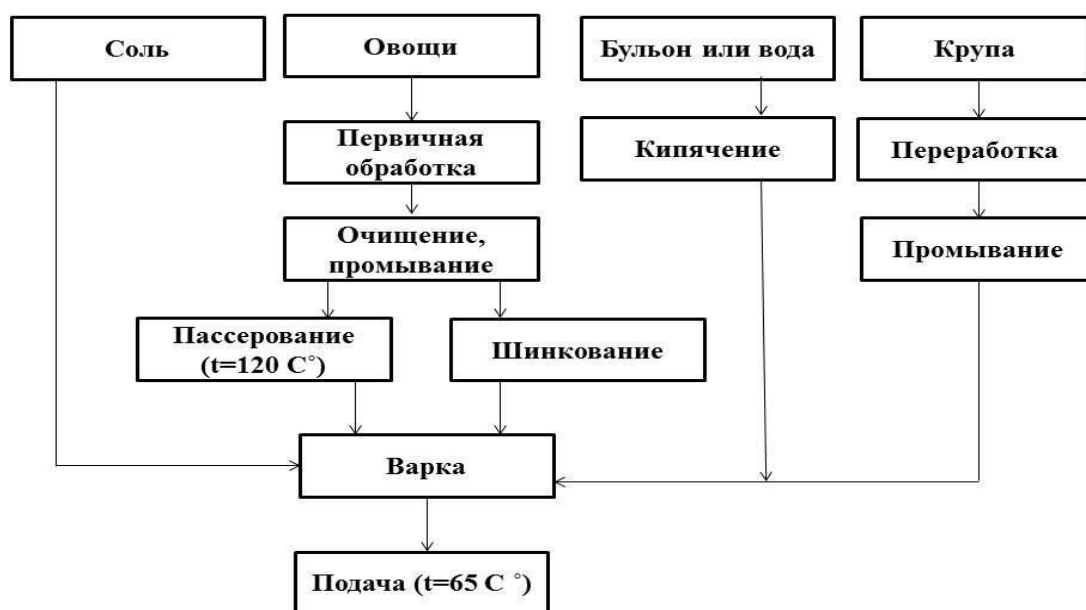 Соль
Овощи
Бульон или вода
Крупа
Первичная
обработка
Кипячение
Переработка
Очищение,
промывание
Промывание
Пассерование
(t=120 С˚)
Шинкование
Варка
Подача (t=65 С ˚)